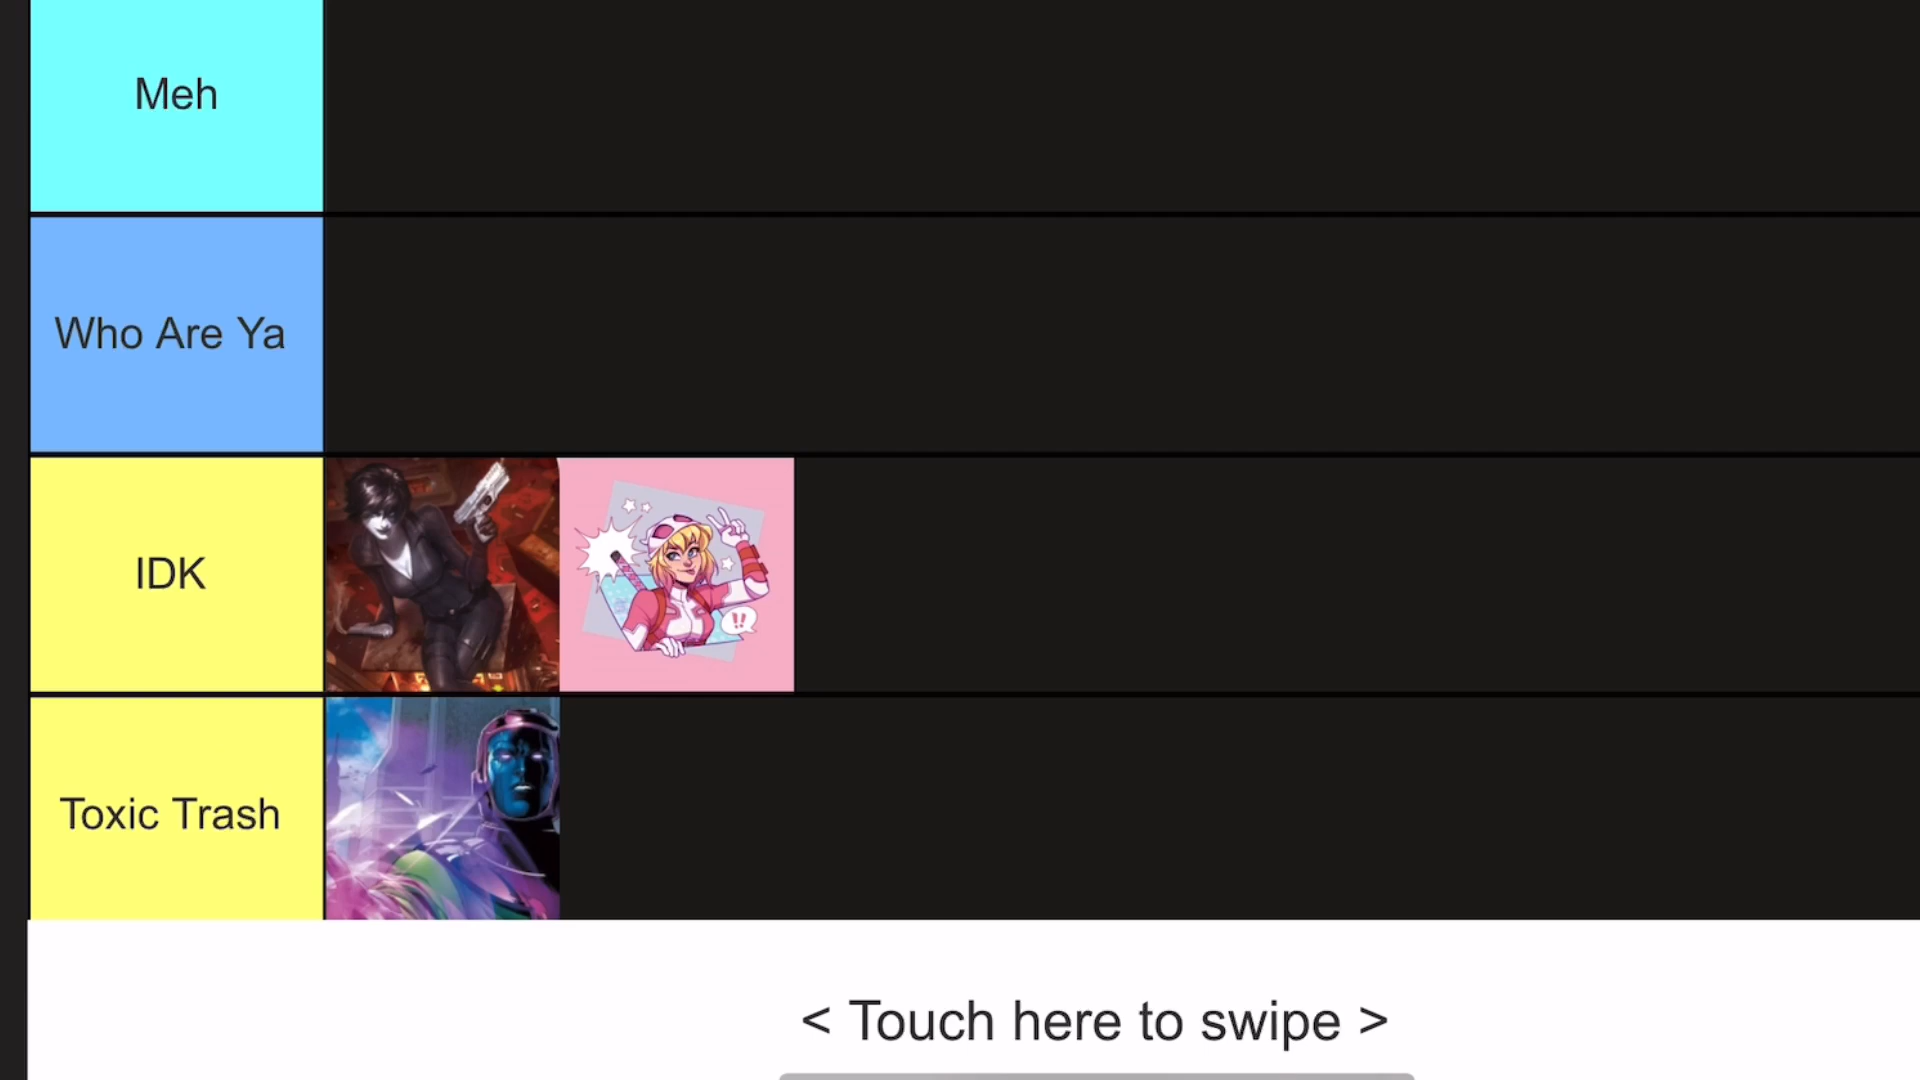 Meh
Who Are Ya
IDK
!!
Toxic Trash
< Touch here to swipe >